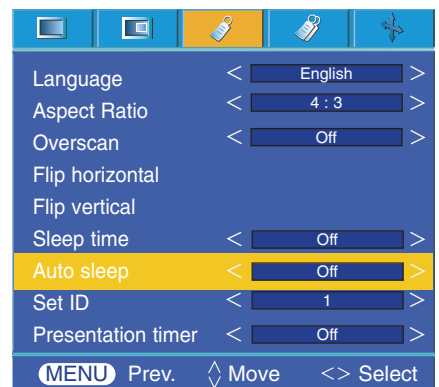 Language < English >
Aspect Ratio < 4 : 3 >
Overscan < Off >
Flip horizontal
Flip vertical
Sleep time < Off >
Auto sleep < Off >
Set ID < 1 >
Presentation timer < Off >
MENU Prev. ◇ Move <> Select